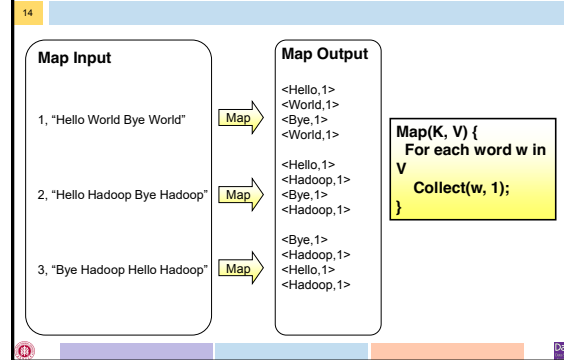 14
Map Input
1, “Hello World Bye World”
2, “Hello Hadoop Bye Hadoop”
3, “Bye Hadoop Hello Hadoop”
Map
Map
Map
Map Output
<Hello,1>
<World,1>
<Bye,1>
<World,1>
<Hello,1>
<Hadoop,1>
<Bye,1>
<Hadoop,1>
<Bye,1>
<Hadoop,1>
<Hello,1>
<Hadoop,1>
Map(K, V) {
For each word w in
V
Collect(w, 1);
}
Da